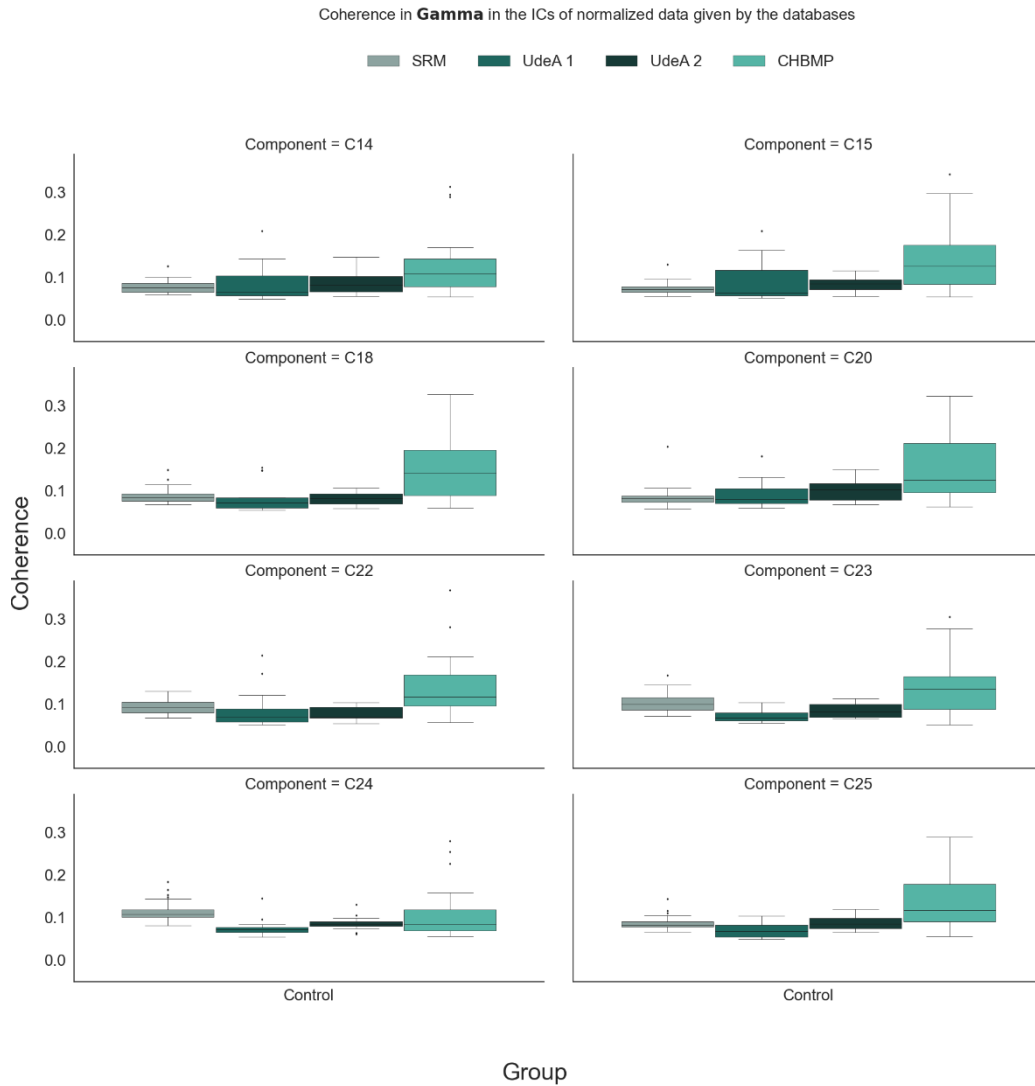 Coherence in Gamma in the ICs of normalized data given by the databases
SRM UdeA 1 UdeA 2 CHBMP
Component = C14 Component = C15
0.3
0.2
0.1
0.0
Component = C18 Component = C20
0.3
0.2
0.1
0.0
Coherence
Component = C22 Component = C23
0.3
0.2
0.1
0.0
Component = C24 Component = C25
0.3
0.2
0.1
0.0
Control Control
Group